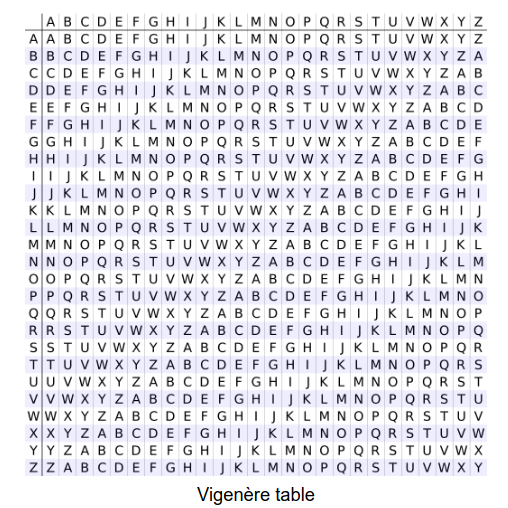 A B C D E F G H I J K L M N O P Q R S T U V W X Y Z
A A B C D E F G H I J K L M N O P Q R S T U V W X Y Z
B B C D E F G H I J K L M N O P Q R S T U V W X Y Z A
C C D E F G H I J K L M N O P Q R S T U V W X Y Z A B
D D E F G H I J K L M N O P Q R S T U V W X Y Z A B C
E E F G H I J K L M N O P Q R S T U V W X Y Z A B C D
F F G H I J K L M N O P Q R S T U V W X Y Z A B C D E
G G H I J K L M N O P Q R S T U V W X Y Z A B C D E F
H H I J K L M N O P Q R S T U V W X Y Z A B C D E F G
I I J K L M N O P Q R S T U V W X Y Z A B C D E F G H
J J K L M N O P Q R S T U V W X Y Z A B C D E F G H I
K K L M N O P Q R S T U V W X Y Z A B C D E F G H I J
L L M N O P Q R S T U V W X Y Z A B C D E F G H I J K
M M N O P Q R S T U V W X Y Z A B C D E F G H I J K L
N N O P Q R S T U V W X Y Z A B C D E F G H I J K L M
O O P Q R S T U V W X Y Z A B C D E F G H I J K L M N
P P Q R S T U V W X Y Z A B C D E F G H I J K L M N O
Q Q R S T U V W X Y Z A B C D E F G H I J K L M N O P
R R S T U V W X Y Z A B C D E F G H I J K L M N O P Q
S S T U V W X Y Z A B C D E F G H I J K L M N O P Q R
T T U V W X Y Z A B C D E F G H I J K L M N O P Q R S
U U V W X Y Z A B C D E F G H I J K L M N O P Q R S T
V V W X Y Z A B C D E F G H I J K L M N O P Q R S T U
W W X Y Z A B C D E F G H I J K L M N O P Q R S T U V
X X Y Z A B C D E F G H I J K L M N O P Q R S T U V W
Y Y Z A B C D E F G H I J K L M N O P Q R S T U V W X
Z Z A B C D E F G H I J K L M N O P Q R S T U V W X Y
Vigenère table